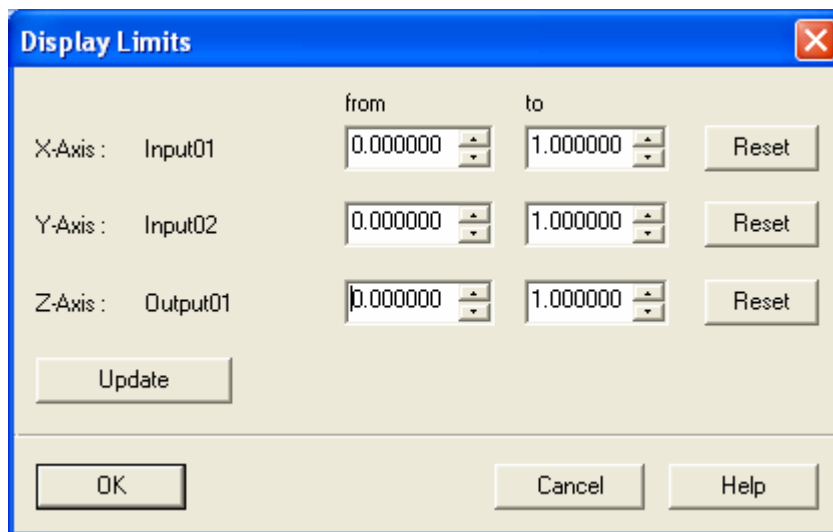 Display Limits
from to
X-Axis : Input01 0.000000 1.000000 Reset
Y-Axis : Input02 0.000000 1.000000 Reset
Z-Axis : Output01 0.000000 1.000000 Reset
Update
OK Cancel Help